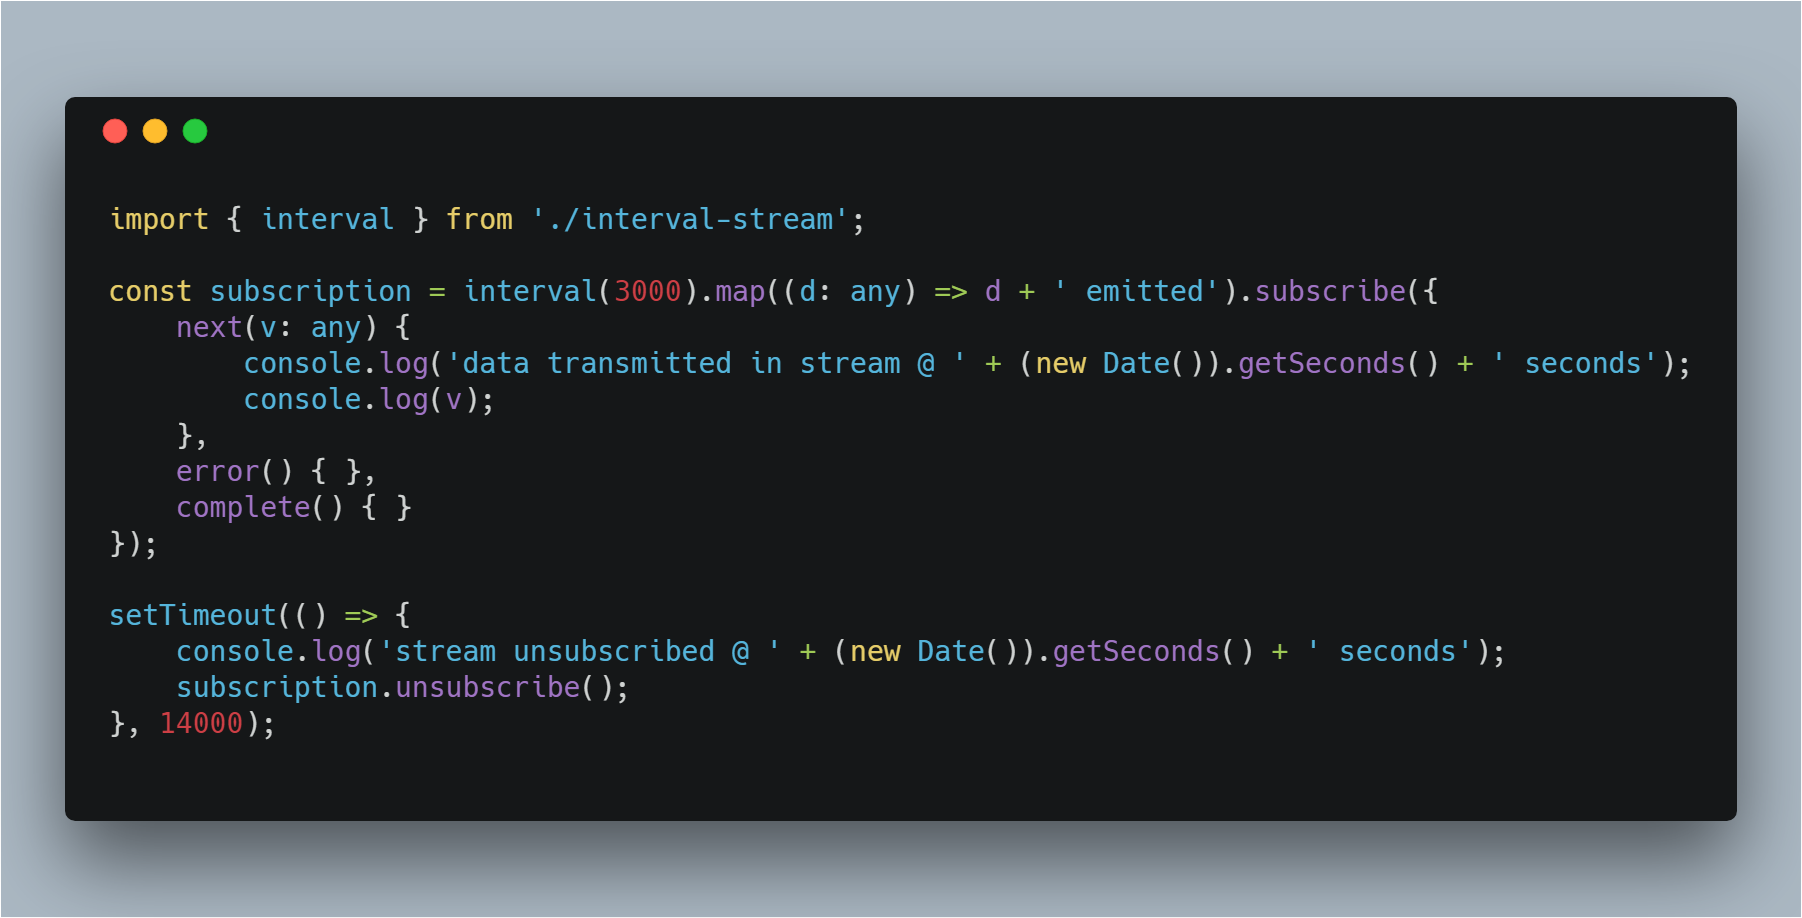 import { interval } from './interval-stream';

const subscription = interval(3000).map((d: any) => d + ' emitted').subscribe({
    next(v: any) {
        console.log('data transmitted in stream @ ' + (new Date()).getSeconds() + ' seconds');
        console.log(v);
    },
    error() { },
    complete() { }
});

setTimeout(() => {
    console.log('stream unsubscribed @ ' + (new Date()).getSeconds() + ' seconds');
    subscription.unsubscribe();
}, 14000);